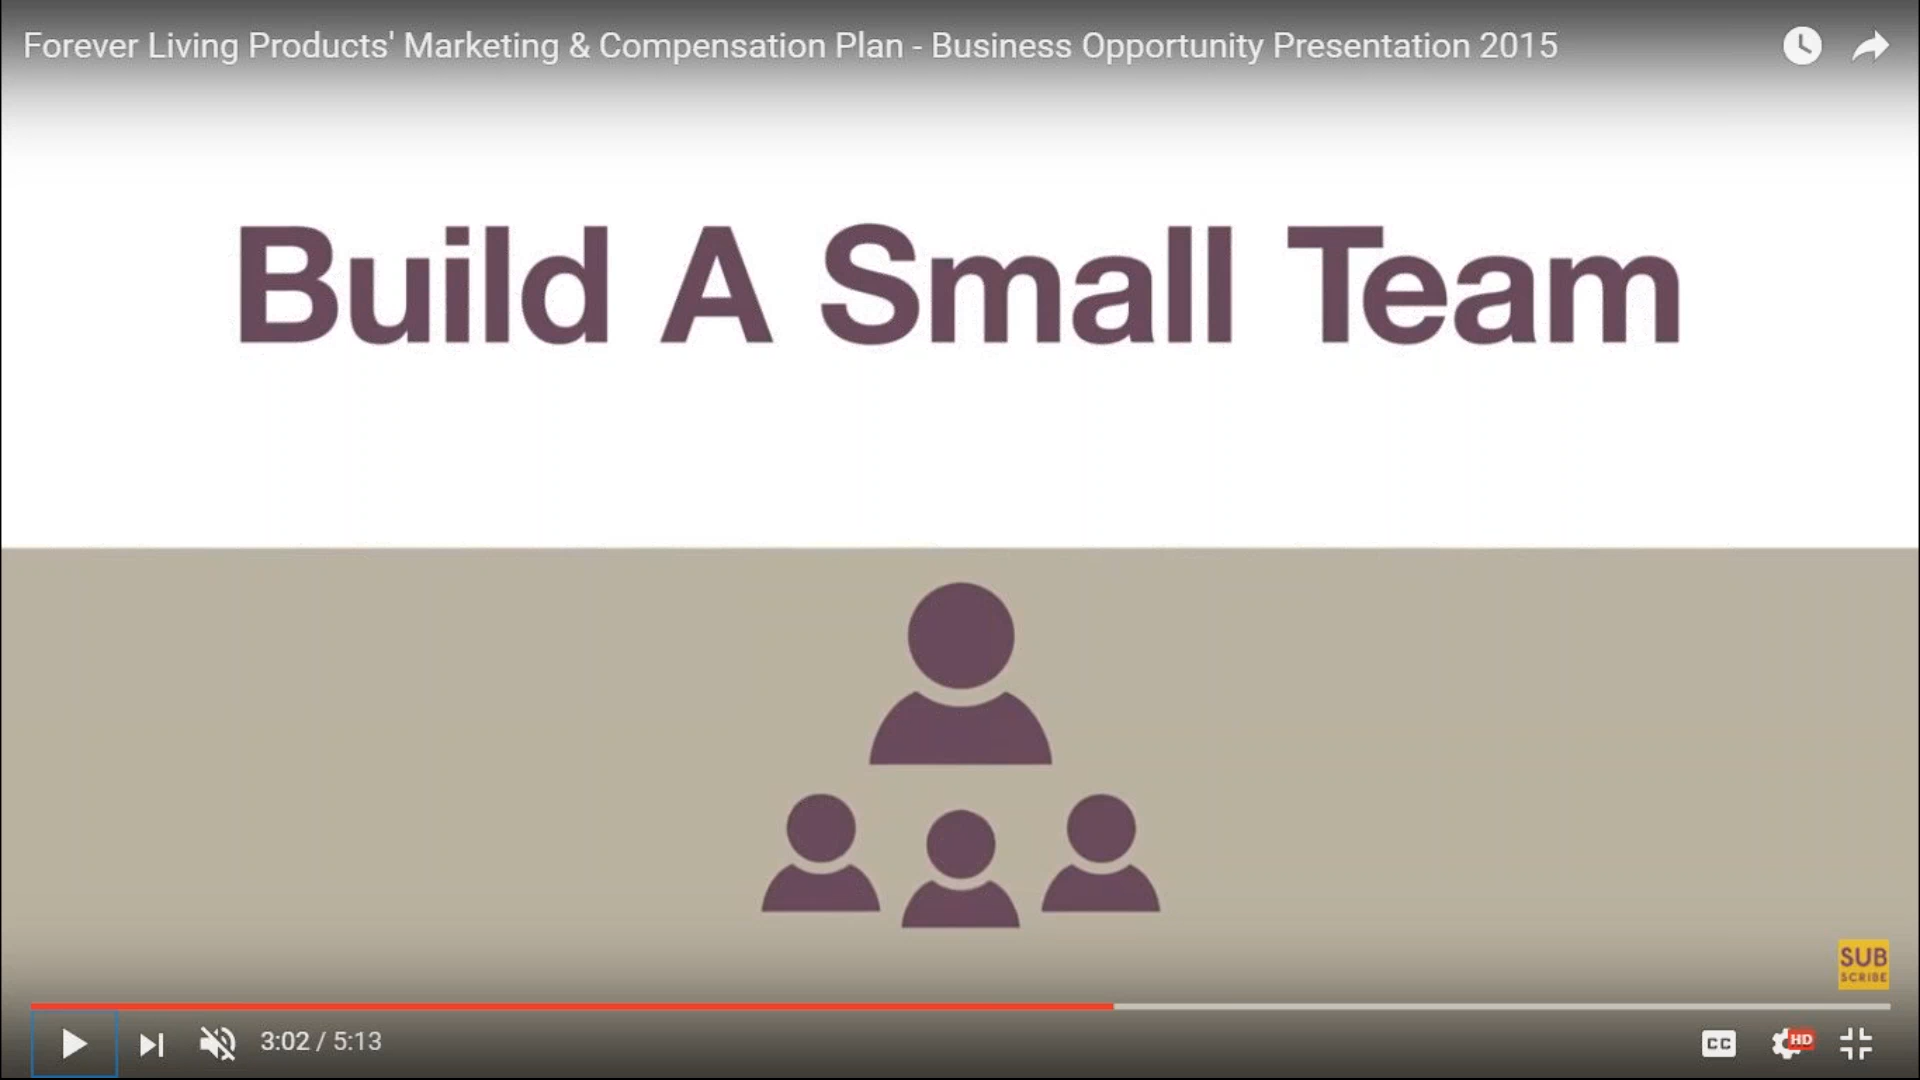 Forever Living Products' Marketing & Compensation Plan - Business Opportunity Presentation 2015
Build A Small Team
SUB
SCRIBE
3:02 / 5:13
CC
HD